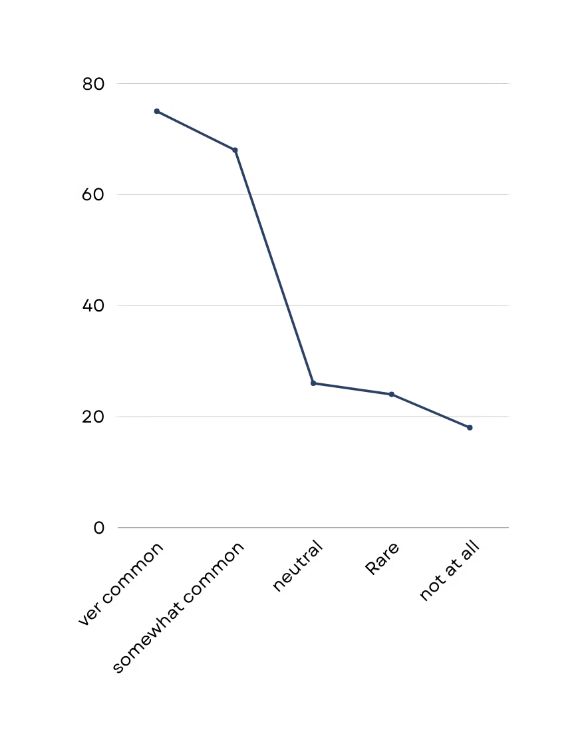 80
60
40
20
0
ver common
somewhat common
neutral
Rare
not at all